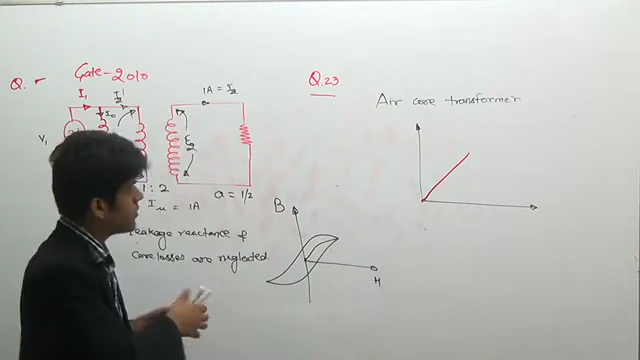 Q. Gate-2010
I₁ I₂' I₀
V₁
1A = I₂
E₂
1:2
a = 1/2
Iμ = 1A
Leakage reactance &
core losses are neglected
B
H
Q.23
Air core transformer